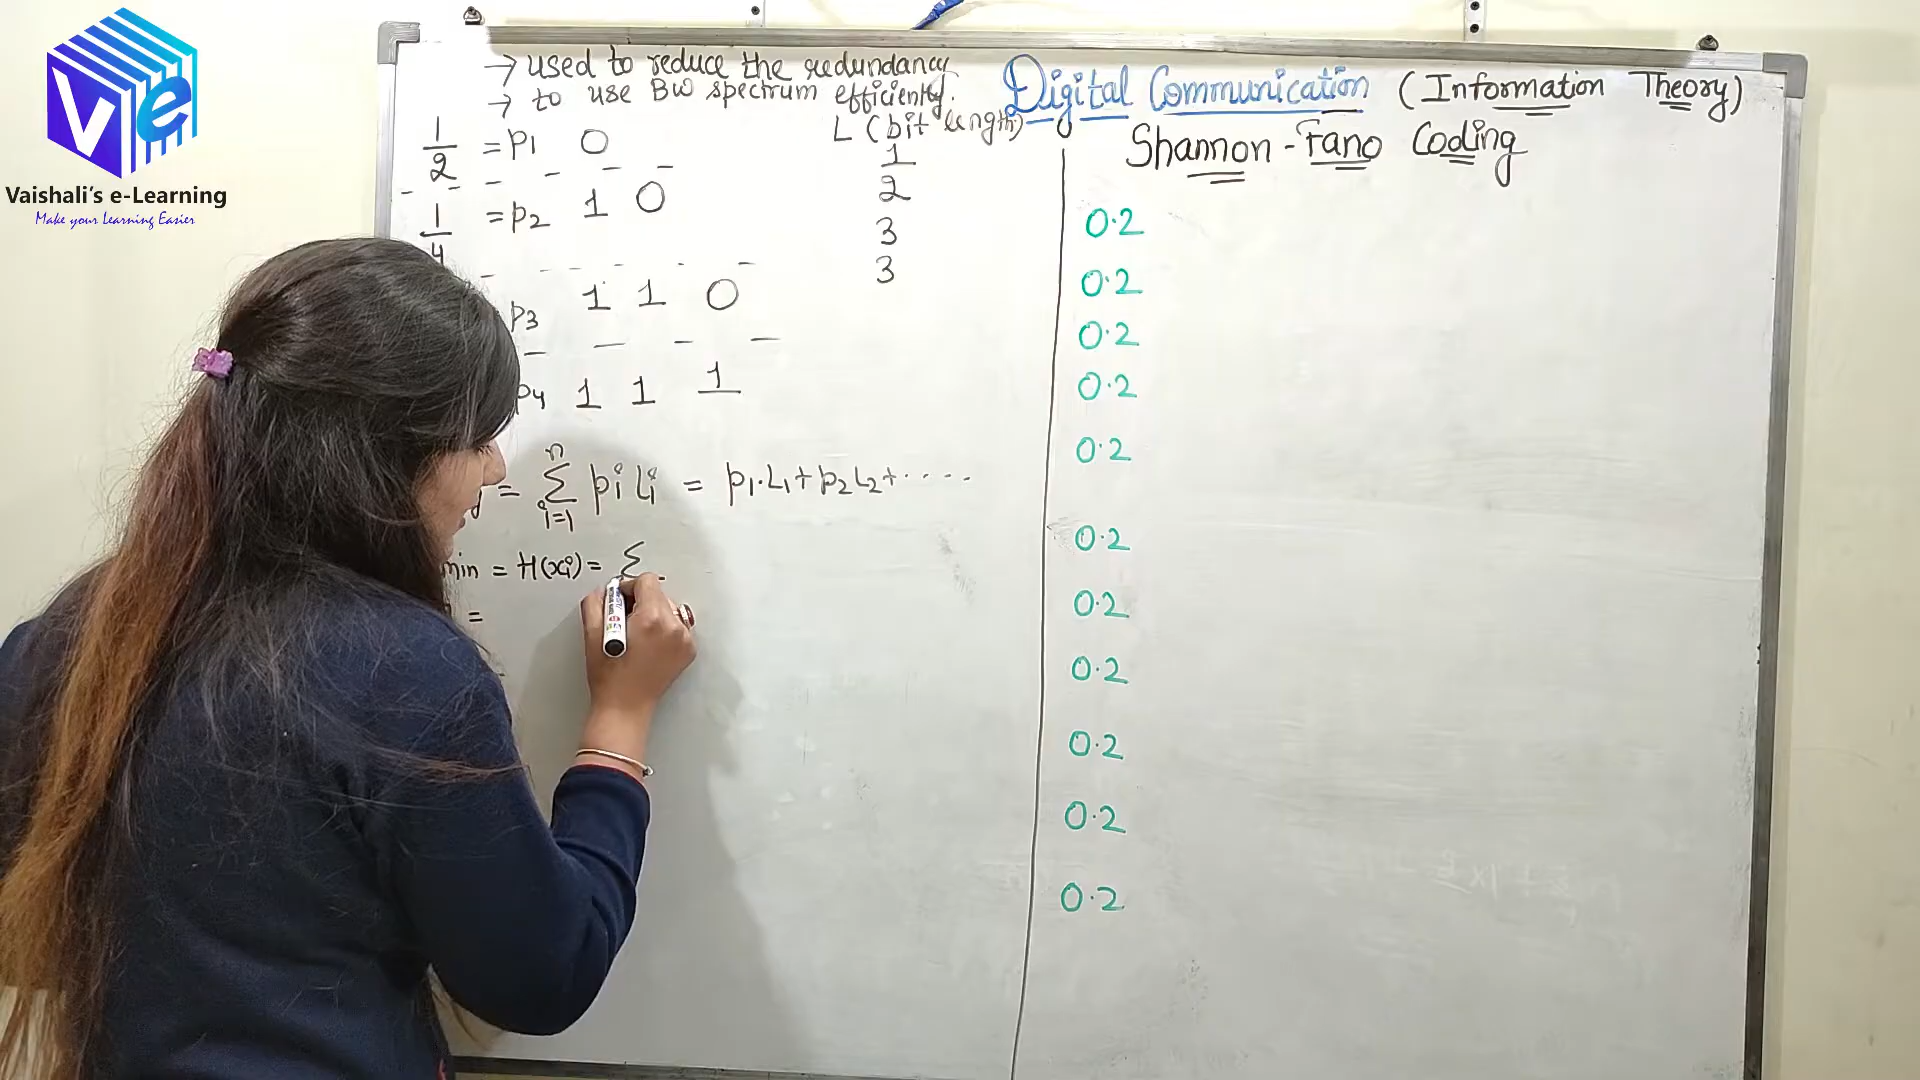 Ve
Vaishali's e-Learning
Make your Learning Easier
→ used to reduce the redundancy
→ to use BW spectrum efficiently.
Digital Communication (Information Theory)
Shannon-Fano Coding
L (bit length)
1/2 = p1 0 1
1/4 = p2 1 0 2
p3 1 1 0 3
p4 1 1 1 3
= Σ^n_{i=1} pi Li = p1.L1+p2L2+....
min = H(xi) = Σ
=
0.2
0.2
0.2
0.2
0.2
0.2
0.2
0.2
0.2
0.2
0.2